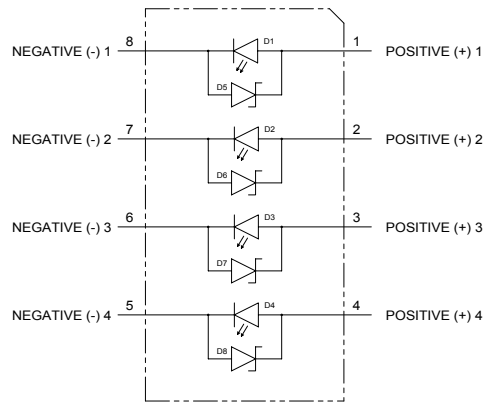 NEGATIVE (-) 1 8 D1 1 POSITIVE (+) 1
D5
NEGATIVE (-) 2 7 D2 2 POSITIVE (+) 2
D6
NEGATIVE (-) 3 6 D3 3 POSITIVE (+) 3
D7
NEGATIVE (-) 4 5 D4 4 POSITIVE (+) 4
D8